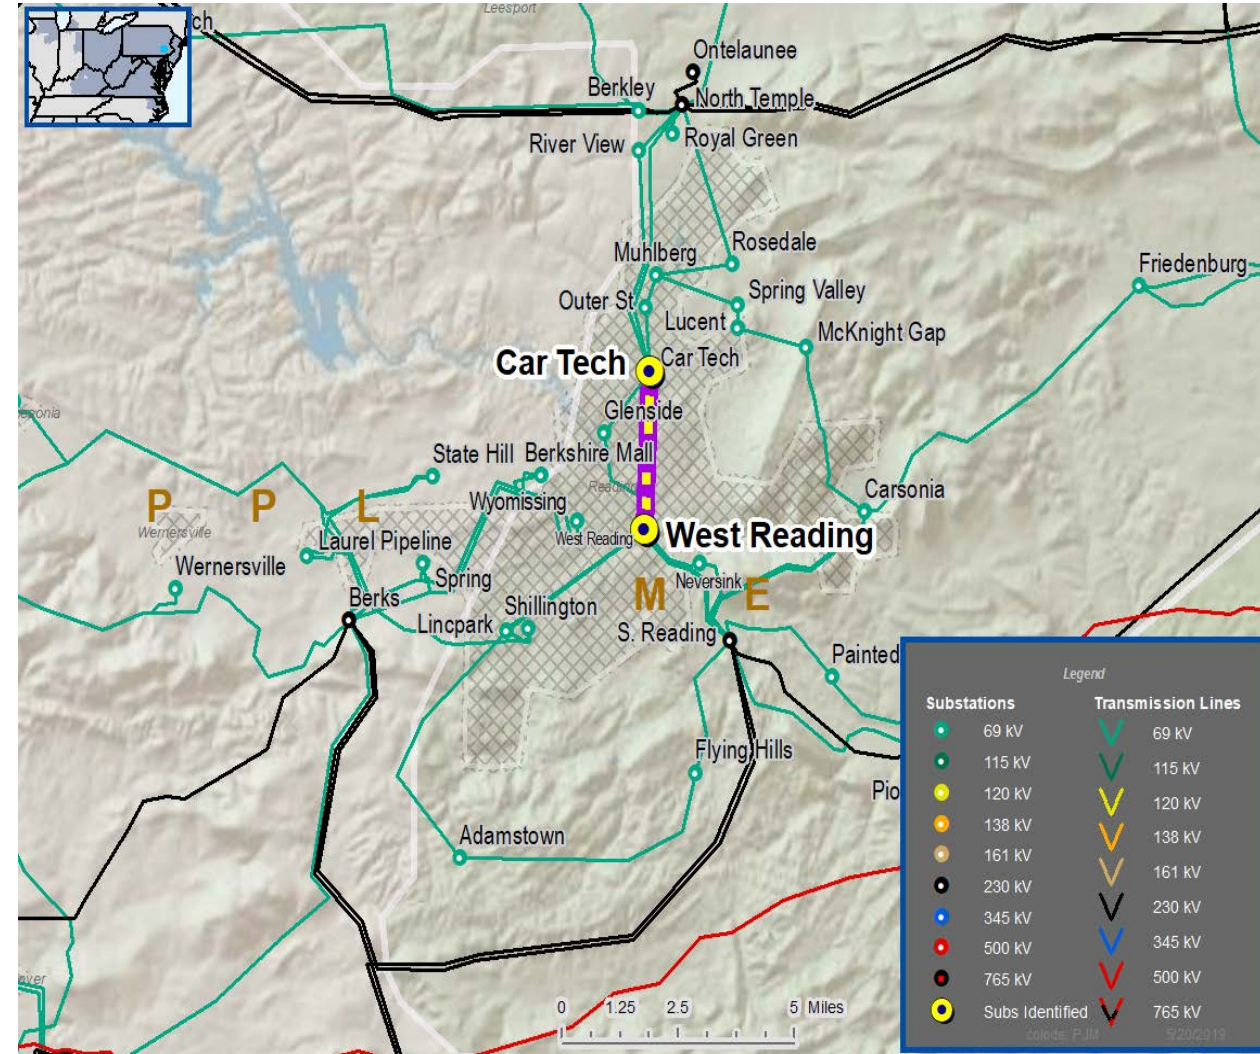 ch
Leesport
Ontelaunee
Berkley
North Temple
River View
Royal Green
Muhlberg
Rosedale
Friedenburg
Outer St
Spring Valley
Lucent
McKnight Gap
Car Tech
Car Tech
Glenside
State Hill
Berkshire Mall
Reading
Wyomissing
Carsonia
P P L
Wernersville
West Reading
West Reading
Laurel Pipeline
Wernersville
Spring
Neversink
M E
Berks
Lincpark
Shillington
S. Reading
Painted
Flying Hills
Pio
Adamstown
0 1.25 2.5 5 Miles
Legend
Substations
69 kV
115 kV
120 kV
138 kV
161 kV
230 kV
345 kV
500 kV
765 kV
Subs Identified
Transmission Lines
69 kV
115 kV
120 kV
138 kV
161 kV
230 kV
345 kV
500 kV
765 kV
5/20/2019